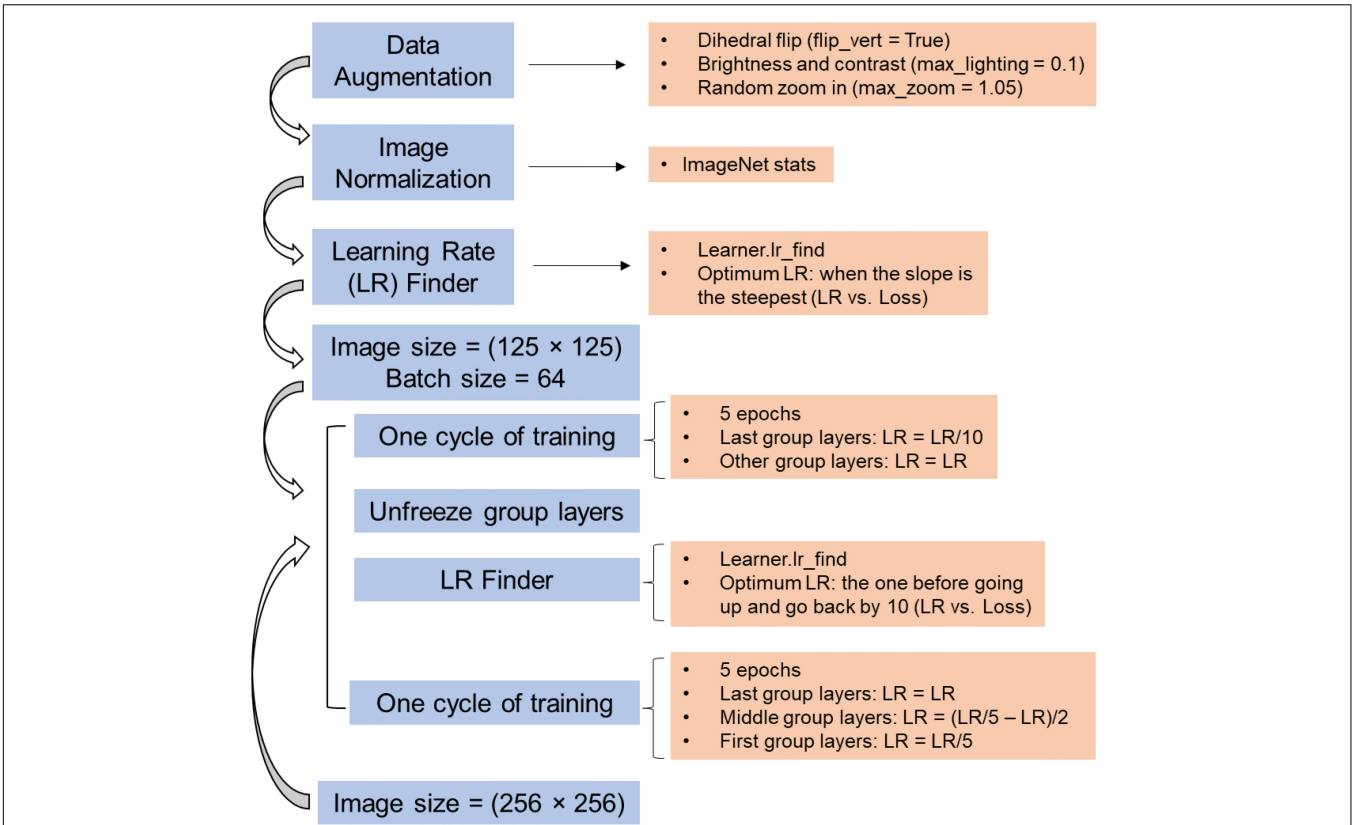 Data
Augmentation
• Dihedral flip (flip_vert = True)
• Brightness and contrast (max_lighting = 0.1)
• Random zoom in (max_zoom = 1.05)
Image
Normalization
• ImageNet stats
Learning Rate
(LR) Finder
• Learner.lr_find
• Optimum LR: when the slope is
the steepest (LR vs. Loss)
Image size = (125 × 125)
Batch size = 64
One cycle of training
• 5 epochs
• Last group layers: LR = LR/10
• Other group layers: LR = LR
Unfreeze group layers
LR Finder
• Learner.lr_find
• Optimum LR: the one before going
up and go back by 10 (LR vs. Loss)
One cycle of training
• 5 epochs
• Last group layers: LR = LR
• Middle group layers: LR = (LR/5 – LR)/2
• First group layers: LR = LR/5
Image size = (256 × 256)